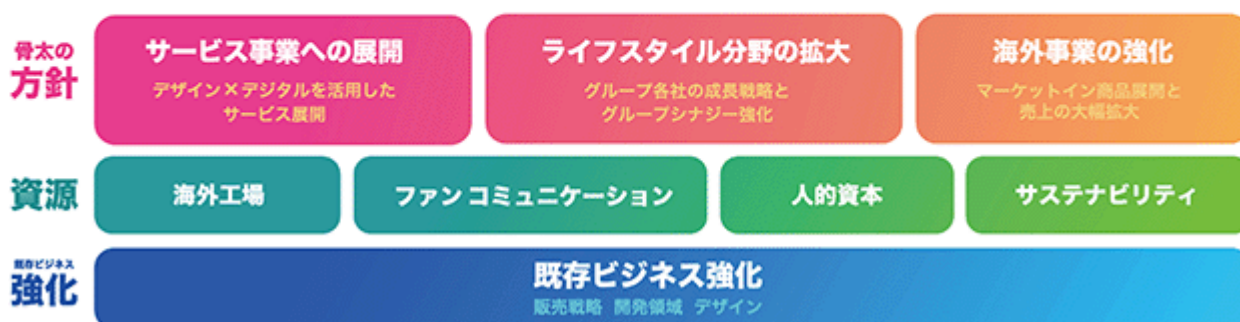 骨太の
方針
サービス事業への展開
デザイン×デジタルを活用した
サービス展開
ライフスタイル分野の拡大
グループ各社の成長戦略と
グループシナジー強化
海外事業の強化
マーケットイン商品展開と
売上の大幅拡大
資源
海外工場
ファン コミュニケーション
人的資本
サステナビリティ
既存ビジネス
強化
既存ビジネス強化
販売戦略 開発領域 デザイン